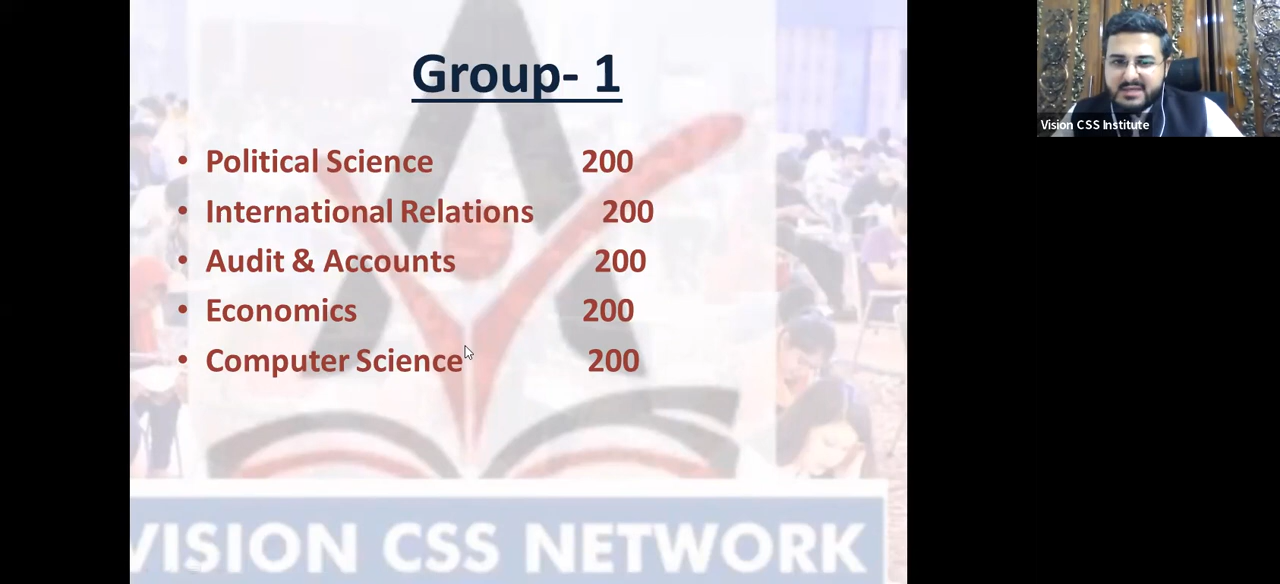 Group- 1
• Political Science 200
• International Relations 200
• Audit & Accounts 200
• Economics 200
• Computer Science 200
VISION CSS NETWORK
Vision CSS Institute